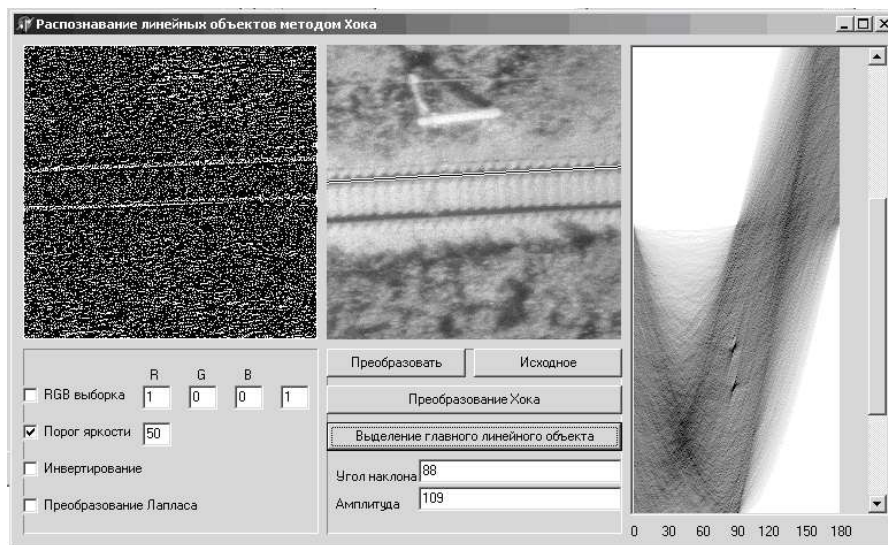 Распознавание линейных объектов методом Хока
R G B
RGB выборка 1 0 0 1
Порог яркости 50
Инвертирование
Преобразование Лапласа
Преобразовать Исходное
Преобразование Хока
Выделение главного линейного объекта
Угол наклона 88
Амплитуда 109
0 30 60 90 120 150 180